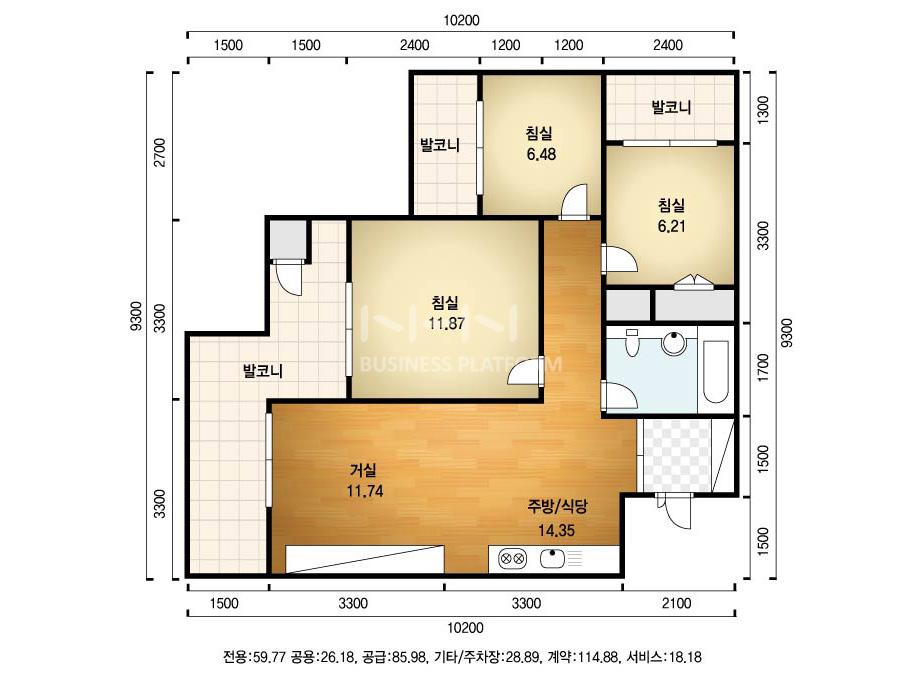 10200
1500 1500 2400 1200 1200 2400
발코니
1300
침실
6.48
발코니
2700
침실
6.21
3300
침실
11.87
9300
3300
9300
NHN
BUSINESS PLATFORM
발코니
1700
거실
11.74
1500
주방/식당
14.35
3300
1500
1500 3300 3300 2100
10200
전용:59.77 공용:26.18, 공급:85.98, 기타/주차장:28.89, 계약:114.88, 서비스:18.18